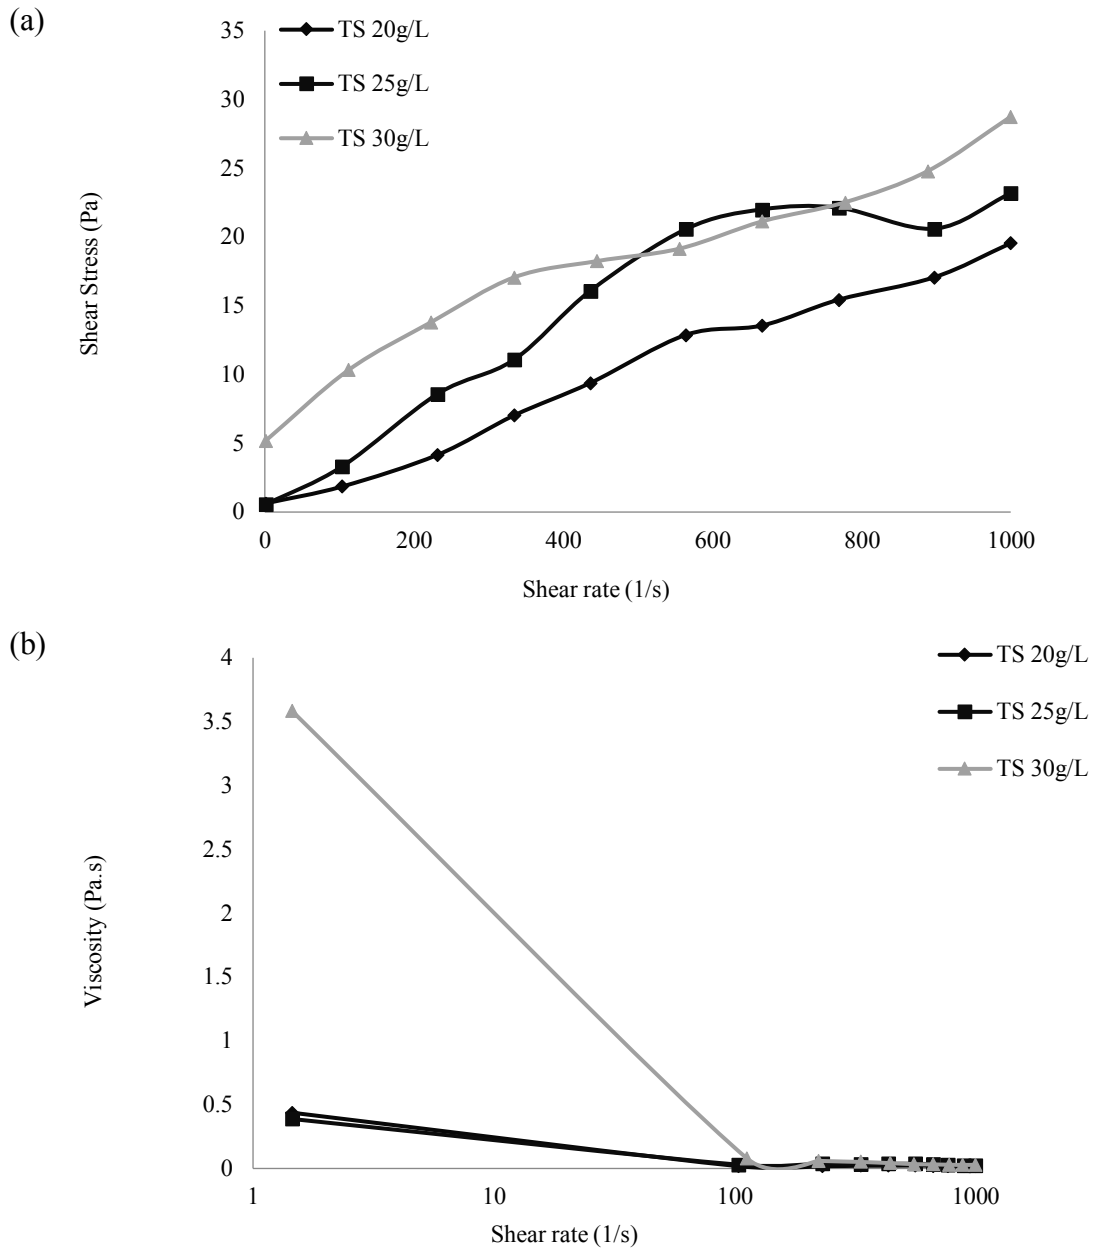 (a)
35
30
25
20
15
10
5
0
Shear Stress (Pa)
TS 20g/L
TS 25g/L
TS 30g/L
0 200 400 600 800 1000
Shear rate (1/s)
(b)
4
3.5
3
2.5
2
1.5
1
0.5
0
Viscosity (Pa.s)
TS 20g/L
TS 25g/L
TS 30g/L
1 10 100 1000
Shear rate (1/s)